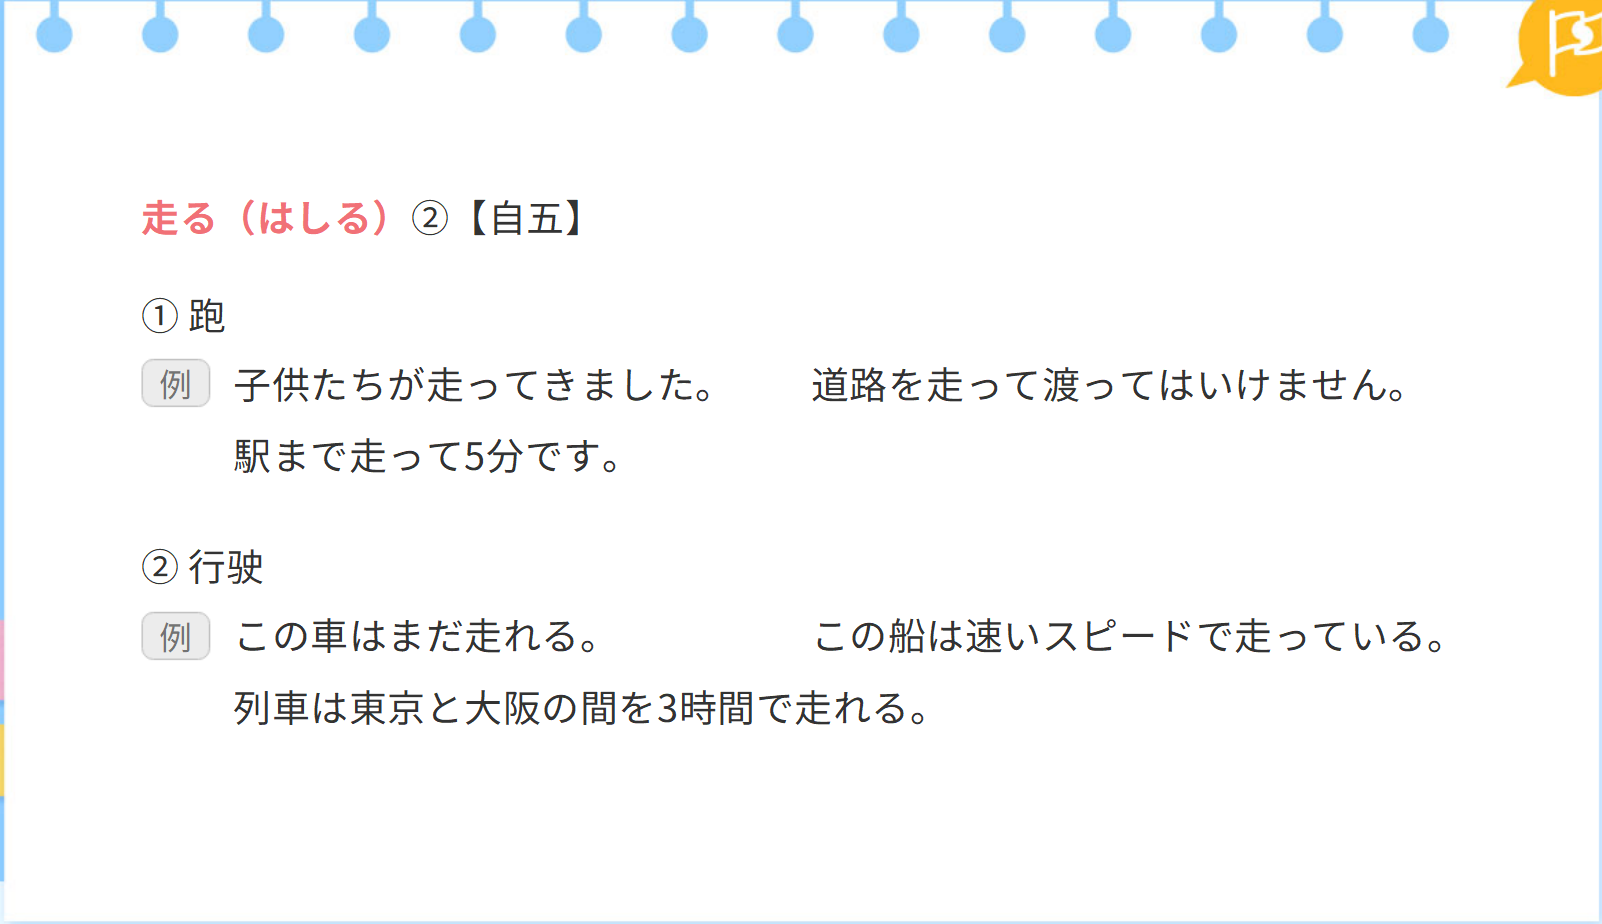 走る（はしる）②【自五】
① 跑
例 子供たちが走ってきました。 道路を走って渡ってはいけません。
駅まで走って5分です。
② 行驶
例 この車はまだ走れる。 この船は速いスピードで走っている。
列車は東京と大阪の間を3時間で走れる。